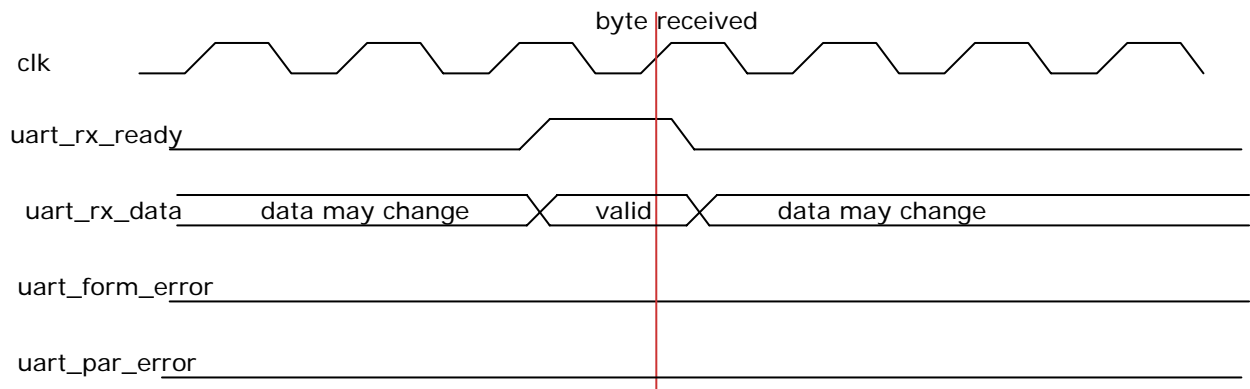 byte received
clk
uart_rx_ready
uart_rx_data data may change valid data may change
uart_form_error
uart_par_error